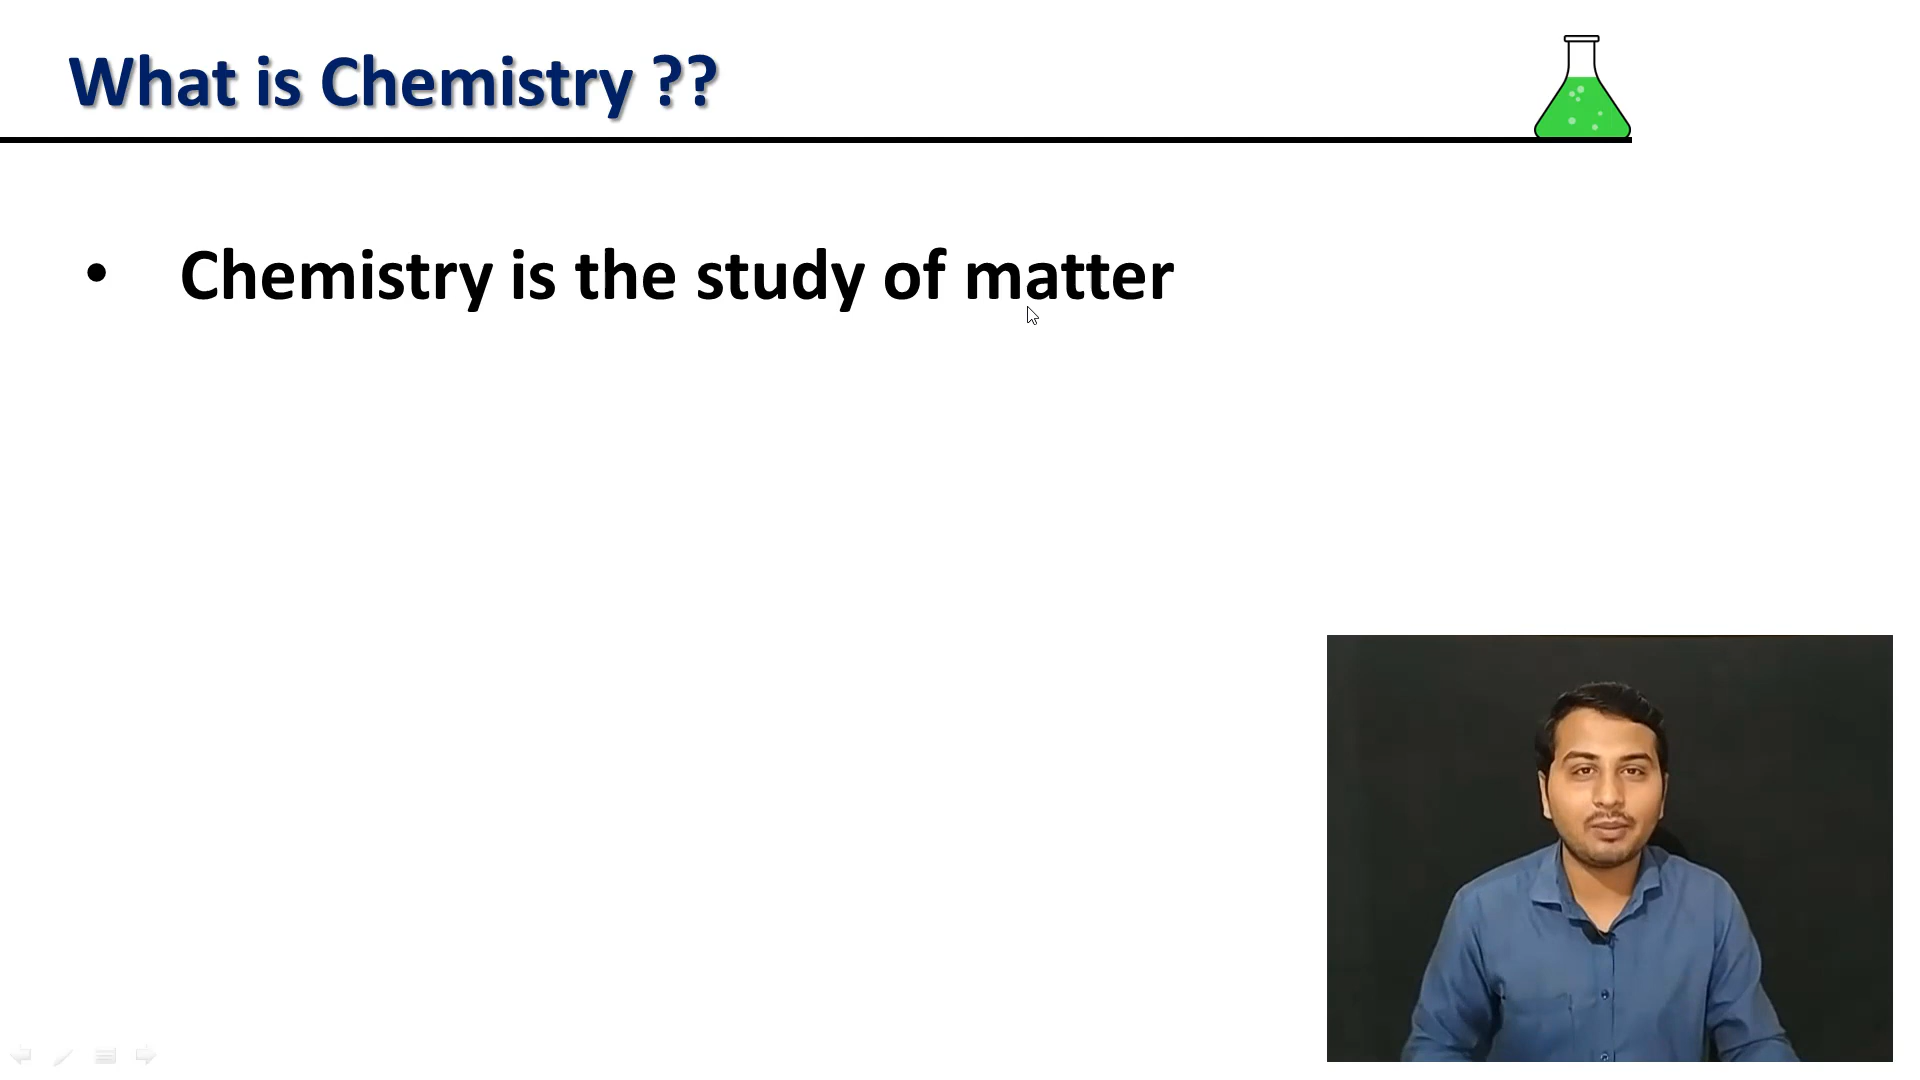 What is Chemistry ??
• Chemistry is the study of matter